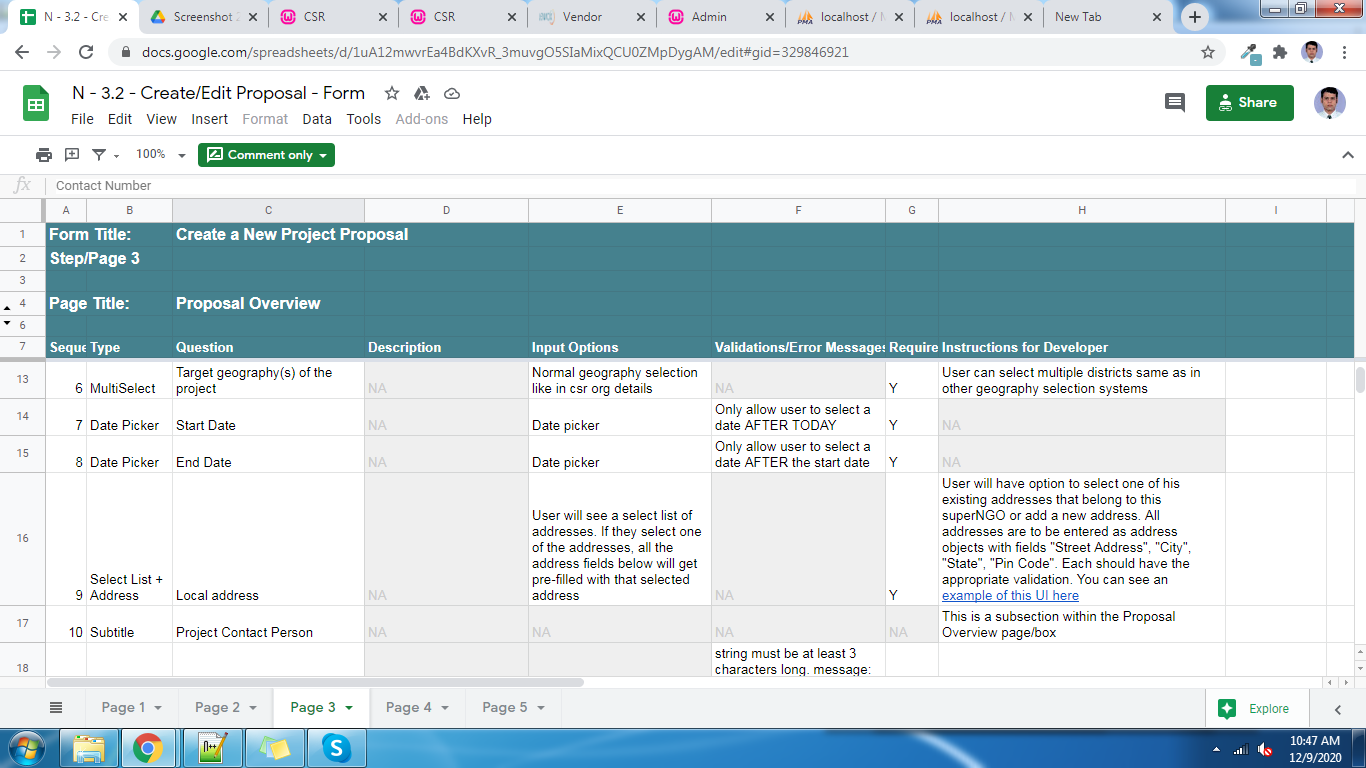 N - 3.2 - Cre
Screenshot
CSR
CSR
Vendor
Admin
localhost /
localhost /
New Tab
docs.google.com/spreadsheets/d/1uA12mwvrEa4BdKXvR_3muvgO5SIaMixQCU0ZMpDygAM/edit#gid=329846921
N - 3.2 - Create/Edit Proposal - Form
File Edit View Insert Format Data Tools Add-ons Help
Share
100%
Comment only
fx Contact Number
A B C D E F G H I
1 Form Title: Create a New Project Proposal
2 Step/Page 3
3
4 Page Title: Proposal Overview
6
7 Seque Type Question Description Input Options Validations/Error Messages Require Instructions for Developer
13 6 MultiSelect
Target geography(s) of the
project
NA
Normal geography selection
like in csr org details
NA
Y
User can select multiple districts same as in
other geography selection systems
14 7 Date Picker Start Date NA Date picker
Only allow user to select a
date AFTER TODAY
Y
NA
15 8 Date Picker End Date NA Date picker
Only allow user to select a
date AFTER the start date
Y
NA
16 9
Select List +
Address
Local address
NA
User will see a select list of
addresses. If they select one
of the addresses, all the
address fields below will get
pre-filled with that selected
address
NA
Y
User will have option to select one of his
existing addresses that belong to this
superNGO or add a new address. All
addresses are to be entered as address
objects with fields "Street Address", "City",
"State", "Pin Code". Each should have the
appropriate validation. You can see an
example of this UI here
17 10 Subtitle Project Contact Person NA NA NA NA
This is a subsection within the Proposal
Overview page/box
18
string must be at least 3
characters long. message:
Page 1 Page 2 Page 3 Page 4 Page 5
Explore
N++
S
10:47 AM
12/9/2020